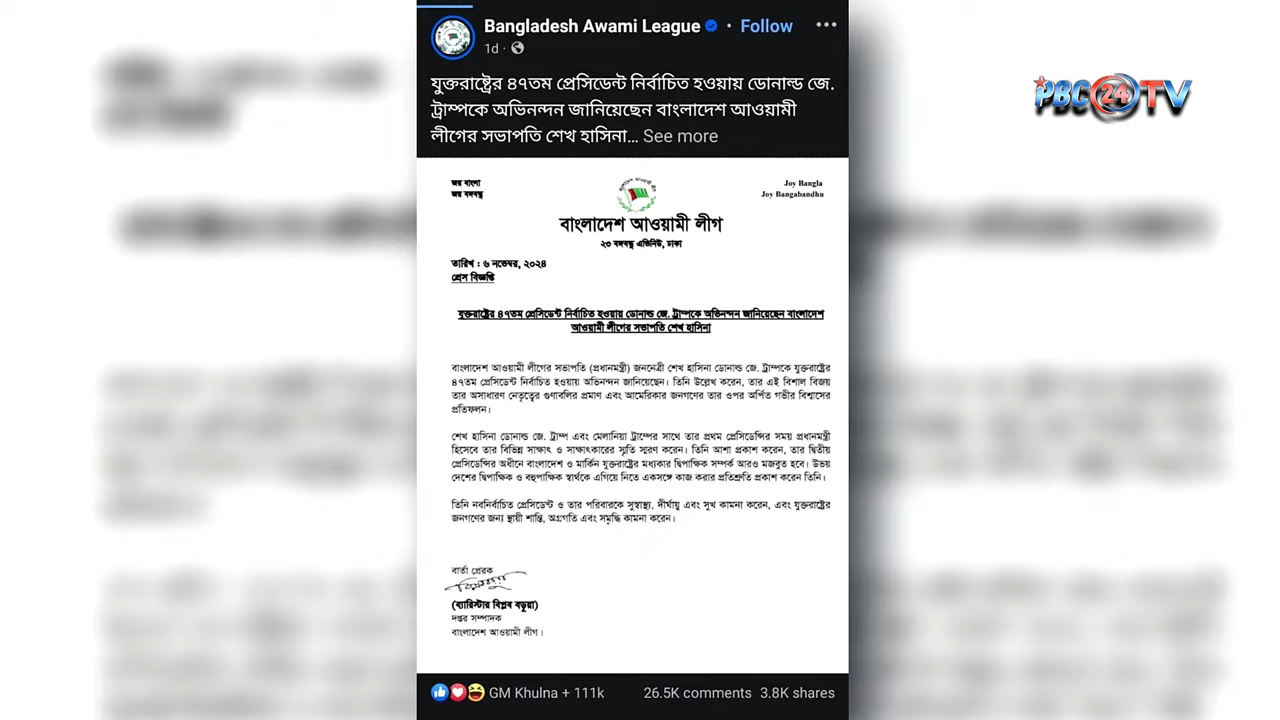 Bangladesh Awami League · Follow
1d ·
যুক্তরাষ্ট্রের ৪৭তম প্রেসিডেন্ট নির্বাচিত হওয়ায় ডোনাল্ড জে.
ট্রাম্পকে অভিনন্দন জানিয়েছেন বাংলাদেশ আওয়ামী
লীগের সভাপতি শেখ হাসিনা... See more
PBC 24 TV
জয় বাংলা
জয় বঙ্গবন্ধু
Joy Bangla
Joy Bangabandhu
বাংলাদেশ আওয়ামী লীগ
২৩ বঙ্গবন্ধু এভিনিউ, ঢাকা
তারিখ : ৬ নভেম্বর, ২০২৪
প্রেস বিজ্ঞপ্তি
যুক্তরাষ্ট্রের ৪৭তম প্রেসিডেন্ট নির্বাচিত হওয়ায় ডোনাল্ড জে. ট্রাম্পকে অভিনন্দন জানিয়েছেন বাংলাদেশ
আওয়ামী লীগের সভাপতি শেখ হাসিনা
বাংলাদেশ আওয়ামী লীগের সভাপতি (প্রধানমন্ত্রী) জননেত্রী শেখ হাসিনা ডোনাল্ড জে. ট্রাম্পকে যুক্তরাষ্ট্রের
৪৭তম প্রেসিডেন্ট নির্বাচিত হওয়ায় অভিনন্দন জানিয়েছেন। তিনি উল্লেখ করেন, তার এই বিশাল বিজয়
তার অসাধারণ নেতৃত্বের গুণাবলির প্রমাণ এবং আমেরিকার জনগণের তার ওপর অর্পিত গভীর বিশ্বাসের
প্রতিফলন।
শেখ হাসিনা ডোনাল্ড জে. ট্রাম্প এবং মেলানিয়া ট্রাম্পের সাথে তার প্রথম প্রেসিডেন্সির সময় প্রধানমন্ত্রী
হিসেবে তার বিভিন্ন সাক্ষাৎ ও সাক্ষাৎকারের স্মৃতি স্মরণ করেন। তিনি আশা প্রকাশ করেন, তার দ্বিতীয়
প্রেসিডেন্সির অধীনে বাংলাদেশ ও মার্কিন যুক্তরাষ্ট্রের মধ্যকার দ্বিপাক্ষিক সম্পর্ক আরও মজবুত হবে। উভয়
দেশের দ্বিপাক্ষিক ও বহুপাক্ষিক স্বার্থকে এগিয়ে নিতে একসঙ্গে কাজ করার প্রতিশ্রুতি প্রকাশ করেন তিনি।
তিনি নবনির্বাচিত প্রেসিডেন্ট ও তার পরিবারকে সুস্বাস্থ্য, দীর্ঘায়ু এবং সুখ কামনা করেন, এবং যুক্তরাষ্ট্রের
জনগণের জন্য স্থায়ী শান্তি, অগ্রগতি এবং সমৃদ্ধি কামনা করেন।
বার্তা প্রেরক
(ব্যারিস্টার বিপ্লব বড়ুয়া)
দপ্তর সম্পাদক
বাংলাদেশ আওয়ামী লীগ।
GM Khulna + 111k 26.5K comments 3.8K shares